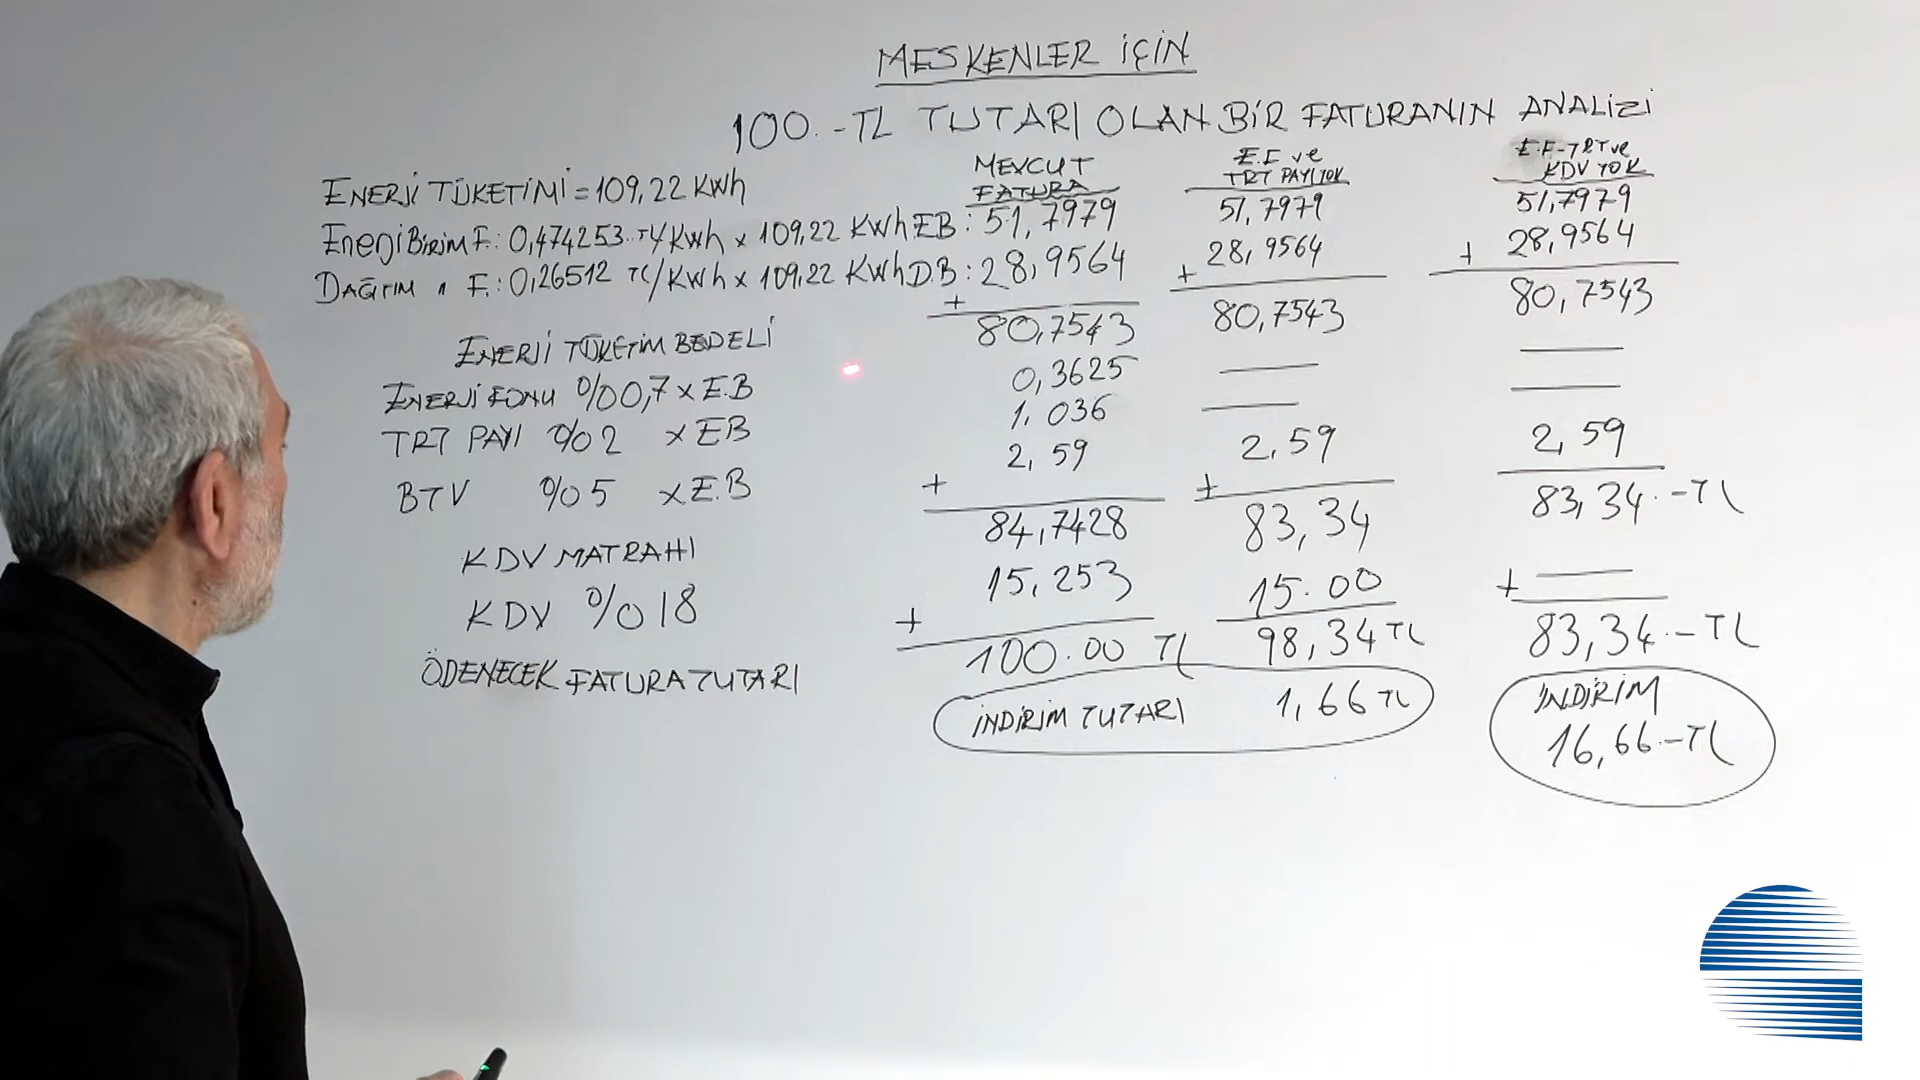 MESKENLER İÇİN
100.-TL TUTARI OLAN BİR FATURANIN ANALİZİ
MEVCUT FATURA
E.F ve TRT PAYI YOK
E.F-TRT ve KDV YOK
ENERJİ TÜKETİMİ = 109,22 KWh
Enerji BİRİM F.: 0,474253 TL/KWh x 109,22 KWh EB: 51,7979 51,7979 51,7979
DAĞITIM " F.: 0,26512 TL/KWh x 109,22 KWh D.B: 28,9564 28,9564 28,9564
+ + +
ENERJİ TÜKETİM BEDELİ 80,7543 80,7543 80,7543
ENERJİ FONU %0,7 x E.B 0,3625 — —
TRT PAYI %2 x EB 1.036 — —
BTV %5 x E.B 2,59 2,59 2,59
+ +
KDV MATRAHI 84,7428 83,34 83,34.-TL
KDV %18 15,253 15.00 —
+ +
ÖDENECEK FATURA TUTARI 100.00 TL 98,34 TL 83,34.-TL
İNDİRİM TUTARI 1,66 TL
İNDİRİM
16,66.-TL